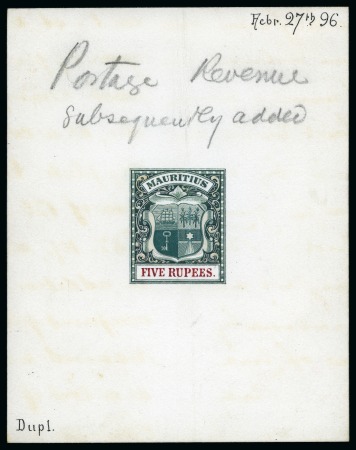 Febr. 27th 96.
Postage Revenue
subsequently added
MAURITIUS
FIVE RUPEES.
Dupl.